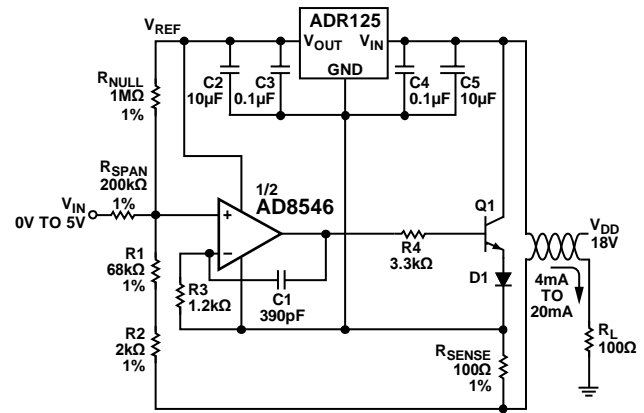 ADR125
VREF
VOUT VIN
GND
RNULL
1MΩ
1%
C2
10µF
C3
0.1µF
C4
0.1µF
C5
10µF
RSPAN
200kΩ
1%
VIN
0V TO 5V
1/2
AD8546
+
–
R1
68kΩ
1%
R3
1.2kΩ
C1
390pF
R4
3.3kΩ
Q1
D1
VDD
18V
4mA
TO
20mA
R2
2kΩ
1%
RSENSE
100Ω
1%
RL
100Ω